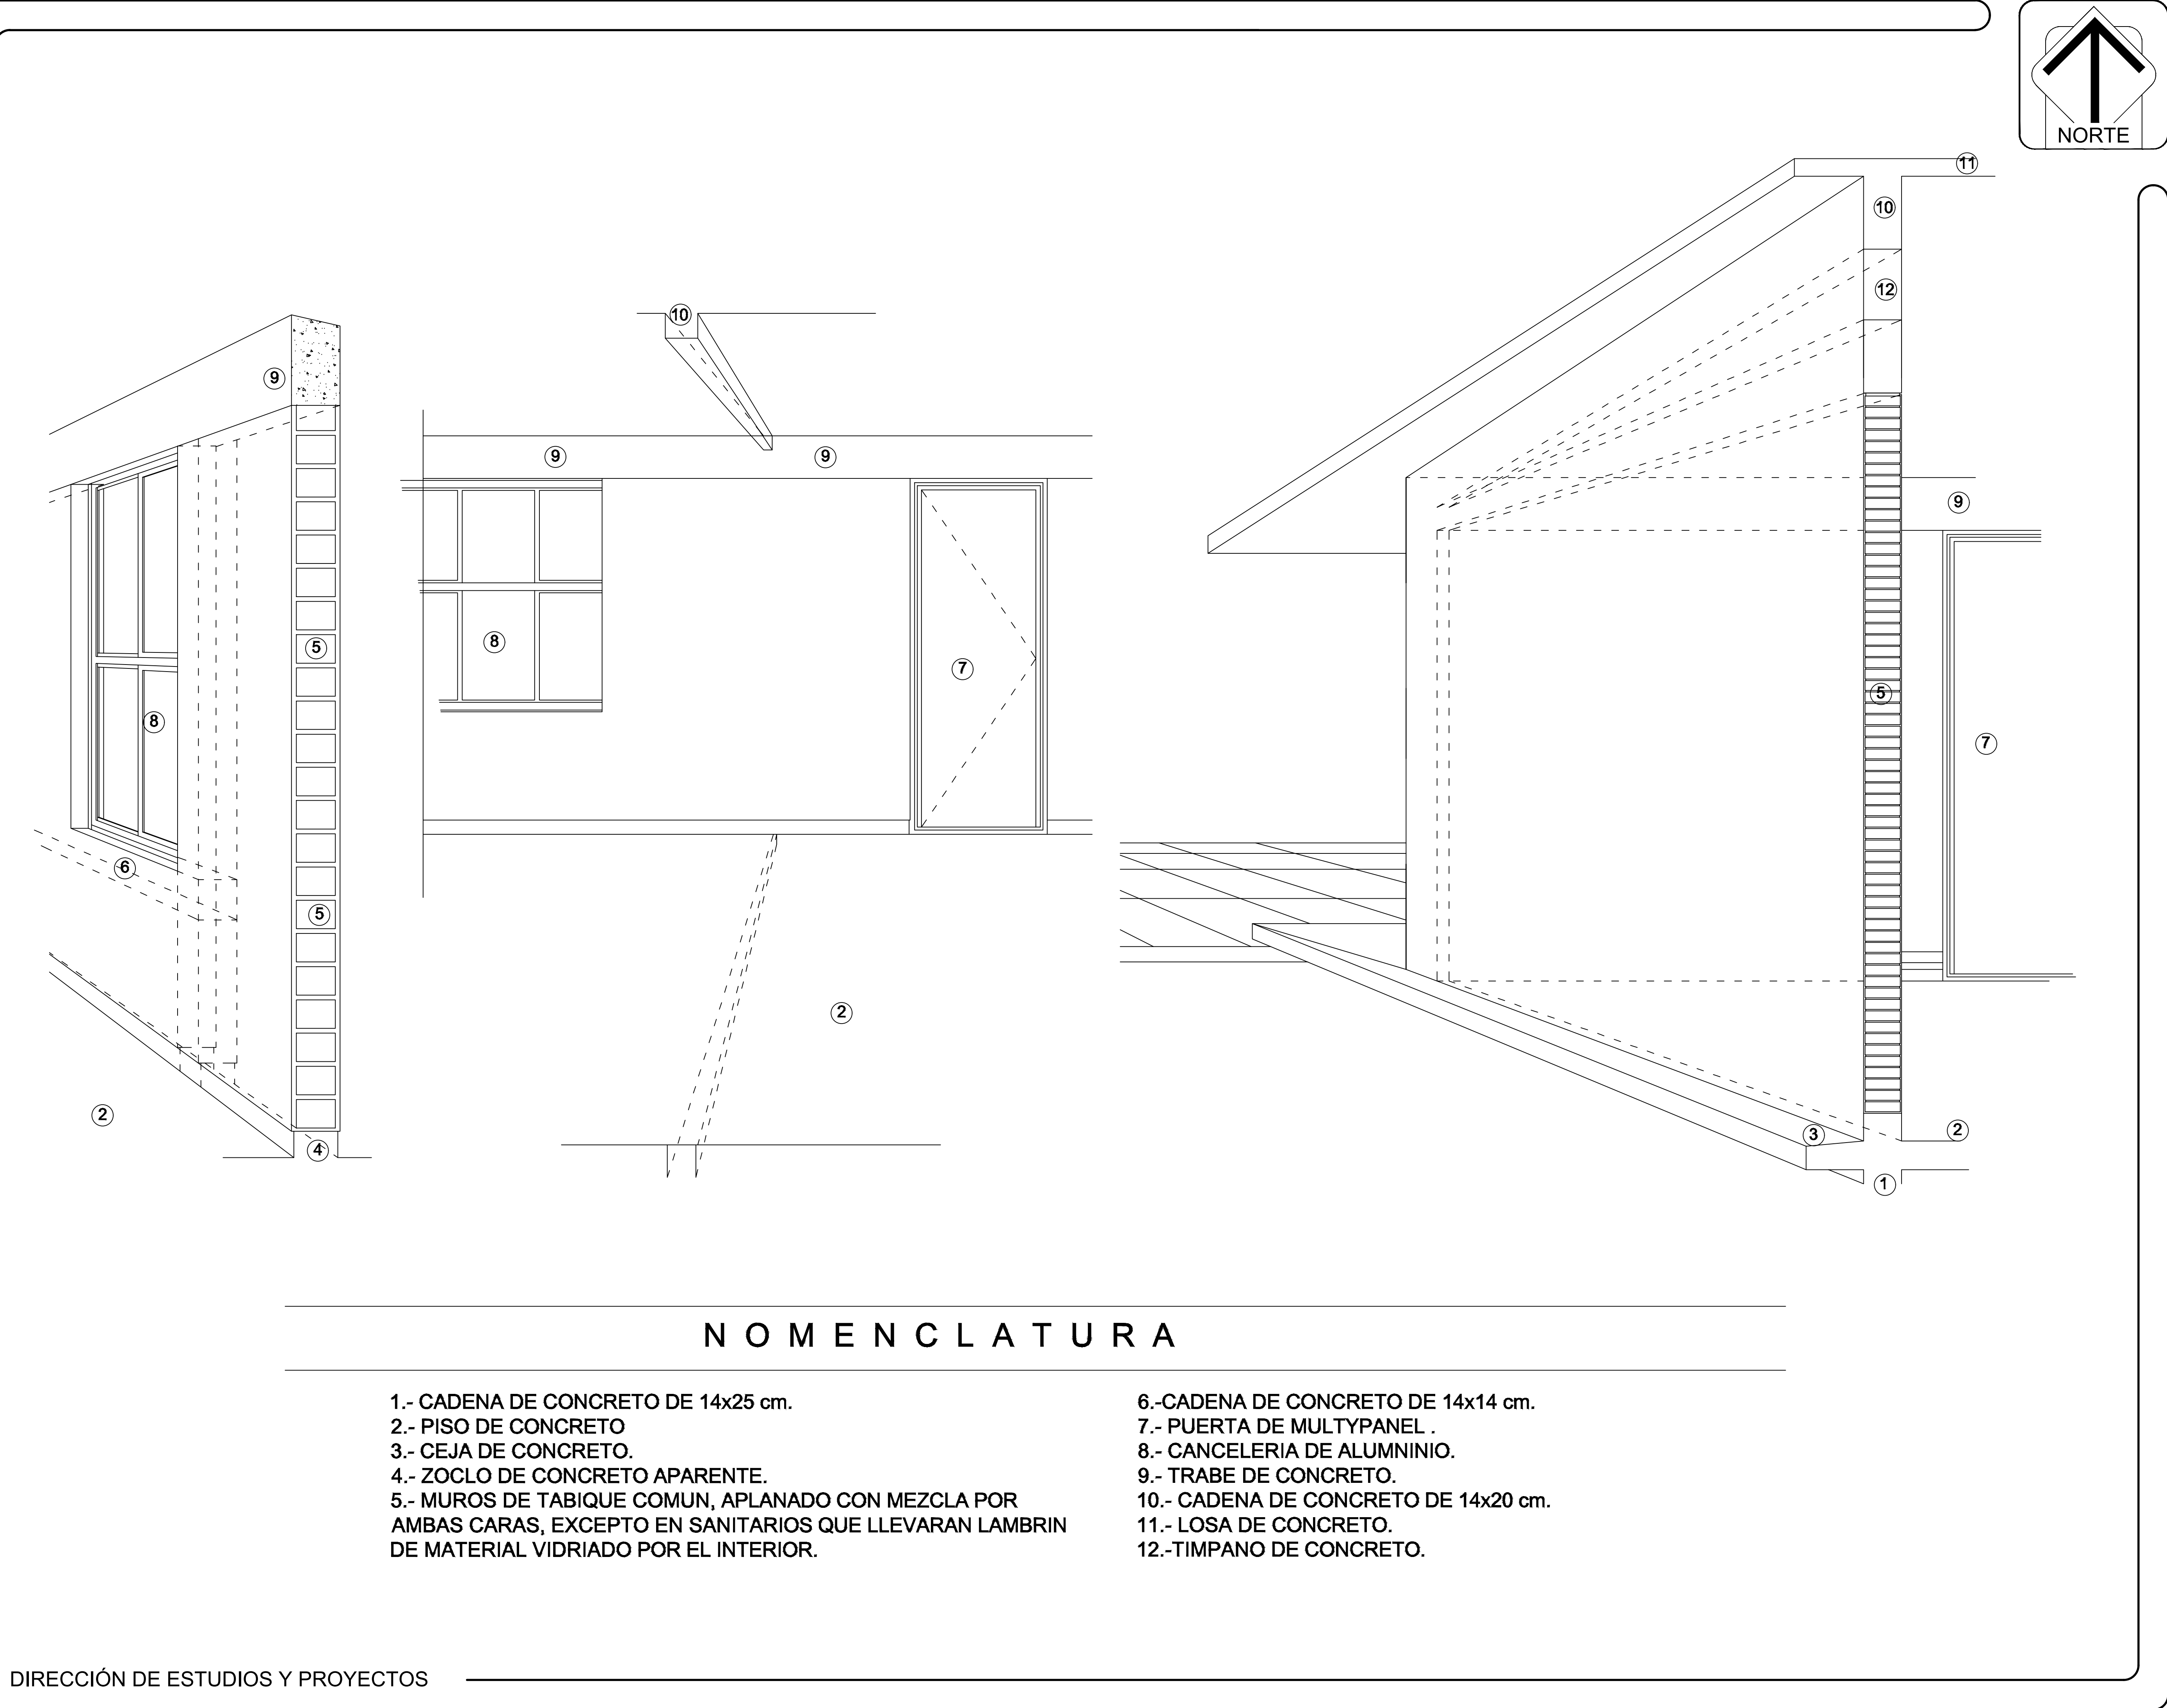 NORTE
11
10
12
10
9
9
9
9
5
8
8
7
5
7
6
5
2
2
3
2
4
1
NOMENCLATURA
1.- CADENA DE CONCRETO DE 14x25 cm.
2.- PISO DE CONCRETO
3.- CEJA DE CONCRETO.
4.- ZOCLO DE CONCRETO APARENTE.
5.- MUROS DE TABIQUE COMUN, APLANADO CON MEZCLA POR
AMBAS CARAS, EXCEPTO EN SANITARIOS QUE LLEVARAN LAMBRIN
DE MATERIAL VIDRIADO POR EL INTERIOR.
6.-CADENA DE CONCRETO DE 14x14 cm.
7.- PUERTA DE MULTYPANEL .
8.- CANCELERIA DE ALUMNINIO.
9.- TRABE DE CONCRETO.
10.- CADENA DE CONCRETO DE 14x20 cm.
11.- LOSA DE CONCRETO.
12.-TIMPANO DE CONCRETO.
DIRECCIÓN DE ESTUDIOS Y PROYECTOS